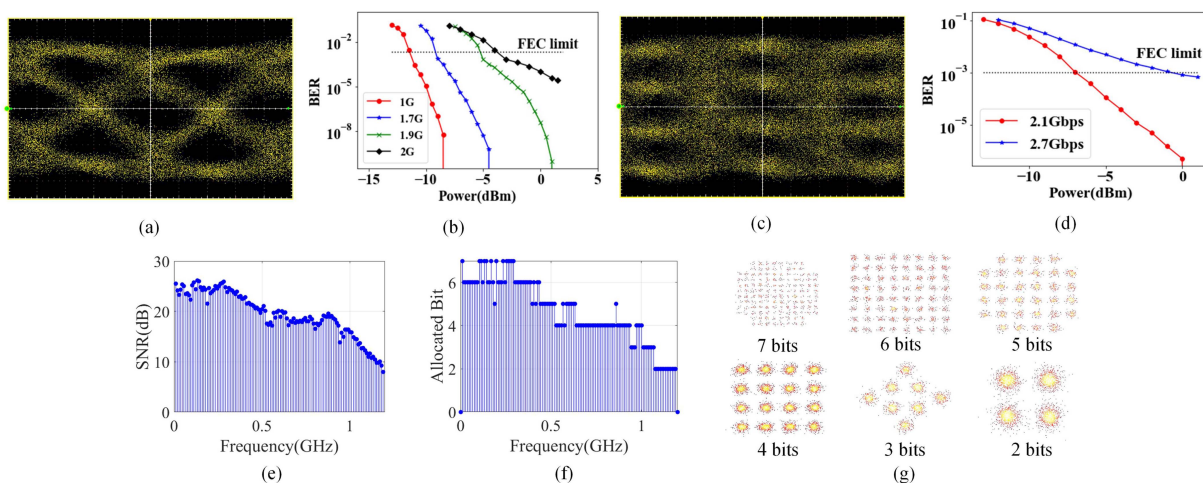 10⁻²
10⁻⁵
10⁻⁸
BER
FEC limit
1G
1.7G
1.9G
2G
−15 −10 −5 0 5
Power(dBm)
10⁻¹
10⁻³
10⁻⁵
BER
FEC limit
2.1Gbps
2.7Gbps
−10 −5 0
Power(dBm)
(a)
(b)
(c)
(d)
30
20
10
0
SNR(dB)
0 0.5 1
Frequency(GHz)
(e)
6
4
2
0
Allocated Bit
0 0.5 1
Frequency(GHz)
(f)
7 bits 6 bits 5 bits
4 bits 3 bits 2 bits
(g)